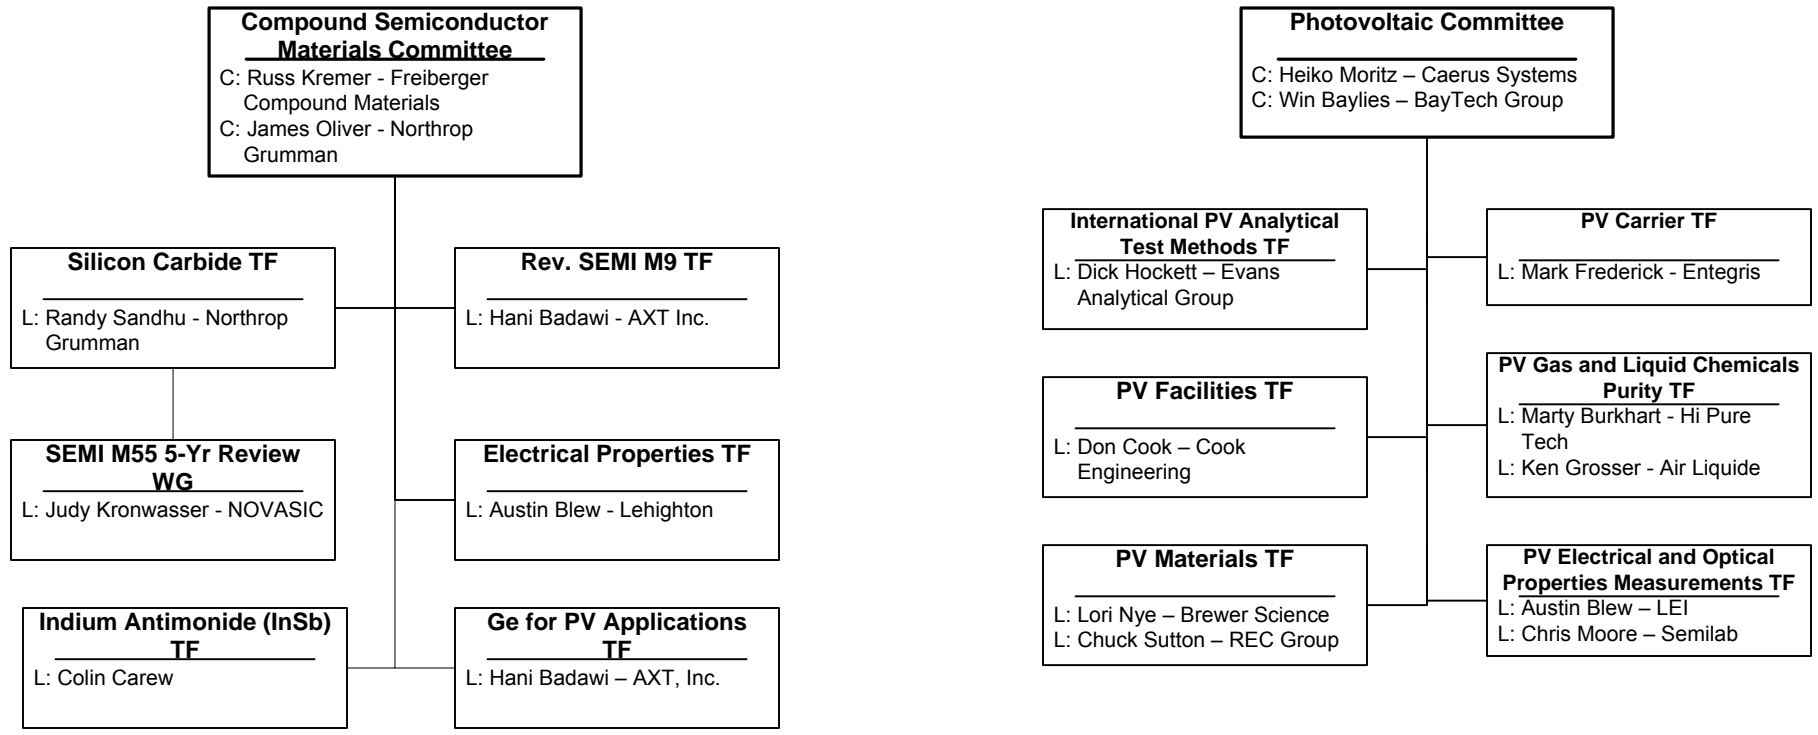 Compound Semiconductor
Materials Committee
C: Russ Kremer - Freiberger
Compound Materials
C: James Oliver - Northrop
Grumman
Silicon Carbide TF
L: Randy Sandhu - Northrop
Grumman
Rev. SEMI M9 TF
L: Hani Badawi - AXT Inc.
SEMI M55 5-Yr Review
WG
L: Judy Kronwasser - NOVASIC
Electrical Properties TF
L: Austin Blew - Lehighton
Indium Antimonide (InSb)
TF
L: Colin Carew
Ge for PV Applications
TF
L: Hani Badawi – AXT, Inc.
Photovoltaic Committee
C: Heiko Moritz – Caerus Systems
C: Win Baylies – BayTech Group
International PV Analytical
Test Methods TF
L: Dick Hockett – Evans
Analytical Group
PV Carrier TF
L: Mark Frederick - Entegris
PV Facilities TF
L: Don Cook – Cook
Engineering
PV Gas and Liquid Chemicals
Purity TF
L: Marty Burkhart - Hi Pure
Tech
L: Ken Grosser - Air Liquide
PV Materials TF
L: Lori Nye – Brewer Science
L: Chuck Sutton – REC Group
PV Electrical and Optical
Properties Measurements TF
L: Austin Blew – LEI
L: Chris Moore – Semilab